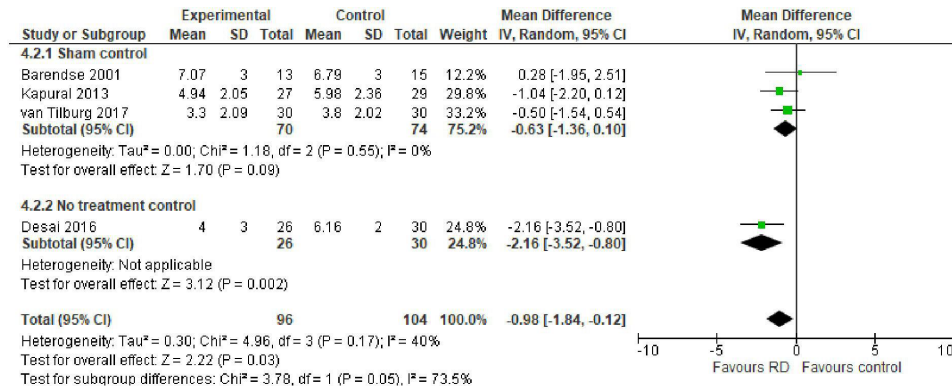 Experimental Control Mean Difference Mean Difference
Study or Subgroup Mean SD Total Mean SD Total Weight IV, Random, 95% CI IV, Random, 95% CI
4.2.1 Sham control
Barendse 2001 7.07 3 13 6.79 3 15 12.2% 0.28 [-1.95, 2.51]
Kapural 2013 4.94 2.05 27 5.98 2.36 29 29.8% -1.04 [-2.20, 0.12]
van Tilburg 2017 3.3 2.09 30 3.8 2.02 30 33.2% -0.50 [-1.54, 0.54]
Subtotal (95% CI) 70 74 75.2% -0.63 [-1.36, 0.10]
Heterogeneity: Tau² = 0.00; Chi² = 1.18, df = 2 (P = 0.55); I² = 0%
Test for overall effect: Z = 1.70 (P = 0.09)
4.2.2 No treatment control
Desai 2016 4 3 26 6.16 2 30 24.8% -2.16 [-3.52, -0.80]
Subtotal (95% CI) 26 30 24.8% -2.16 [-3.52, -0.80]
Heterogeneity: Not applicable
Test for overall effect: Z = 3.12 (P = 0.002)
Total (95% CI) 96 104 100.0% -0.98 [-1.84, -0.12]
Heterogeneity: Tau² = 0.30; Chi² = 4.96, df = 3 (P = 0.17); I² = 40%
Test for overall effect: Z = 2.22 (P = 0.03)
Test for subgroup differences: Chi² = 3.78, df = 1 (P = 0.05), I² = 73.5%
-10 -5 0 5 10
Favours RD Favours control